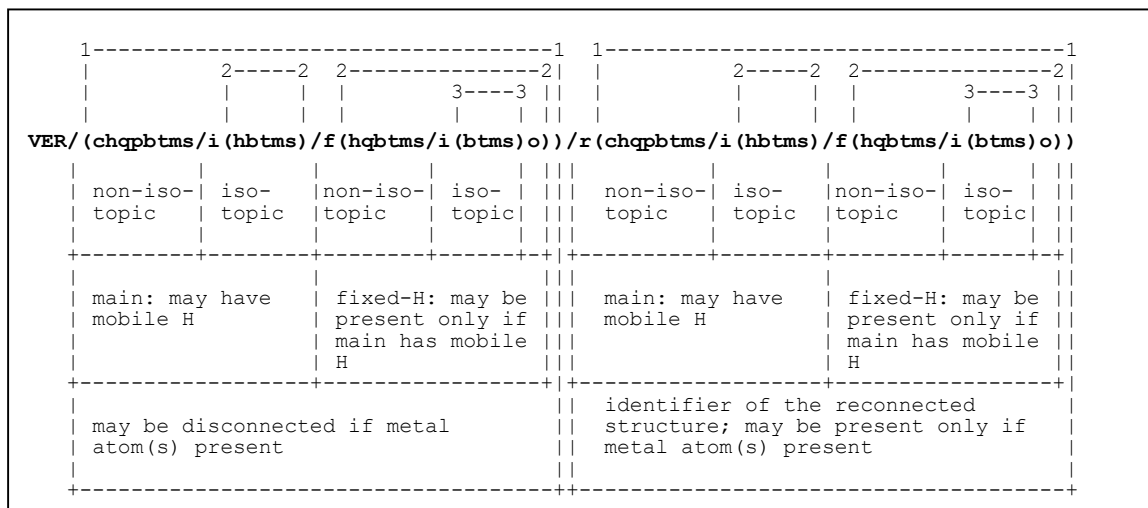 1-------------------------------------1 1-------------------------------------1
| 2-----2 2----------------2| | 2-----2 2----------------2|
| | | | 3----3 || | | | | 3----3 ||
| | | | | | || | | | | | | ||
VER/(chqpbtms/i(hbtms)/f(hqbtms/i(btms)o))/r(chqpbtms/i(hbtms)/f(hqbtms/i(btms)o))
| | | | | ||| | | | | ||
| non-iso-| iso- |non-iso-| iso- | ||| non-iso-| iso- |non-iso-| iso- | ||
| topic | topic |topic | topic| ||| topic | topic |topic | topic| ||
| | | | | ||| | | | | ||
+---------+--------+--------+------+-+||+---------+--------+--------+------+-+|
| | ||| | ||
| main: may have | fixed-H: may be ||| main: may have | fixed-H: may be ||
| mobile H | present only if ||| mobile H | present only if ||
| | main has mobile ||| | main has mobile ||
| | H ||| | H ||
+------------------+-----------------+||+------------------+-----------------+|
| || identifier of the reconnected |
| may be disconnected if metal || structure; may be present only if |
| atom(s) present || metal atom(s) present |
| || |
+-------------------------------------++--------------------------------------+